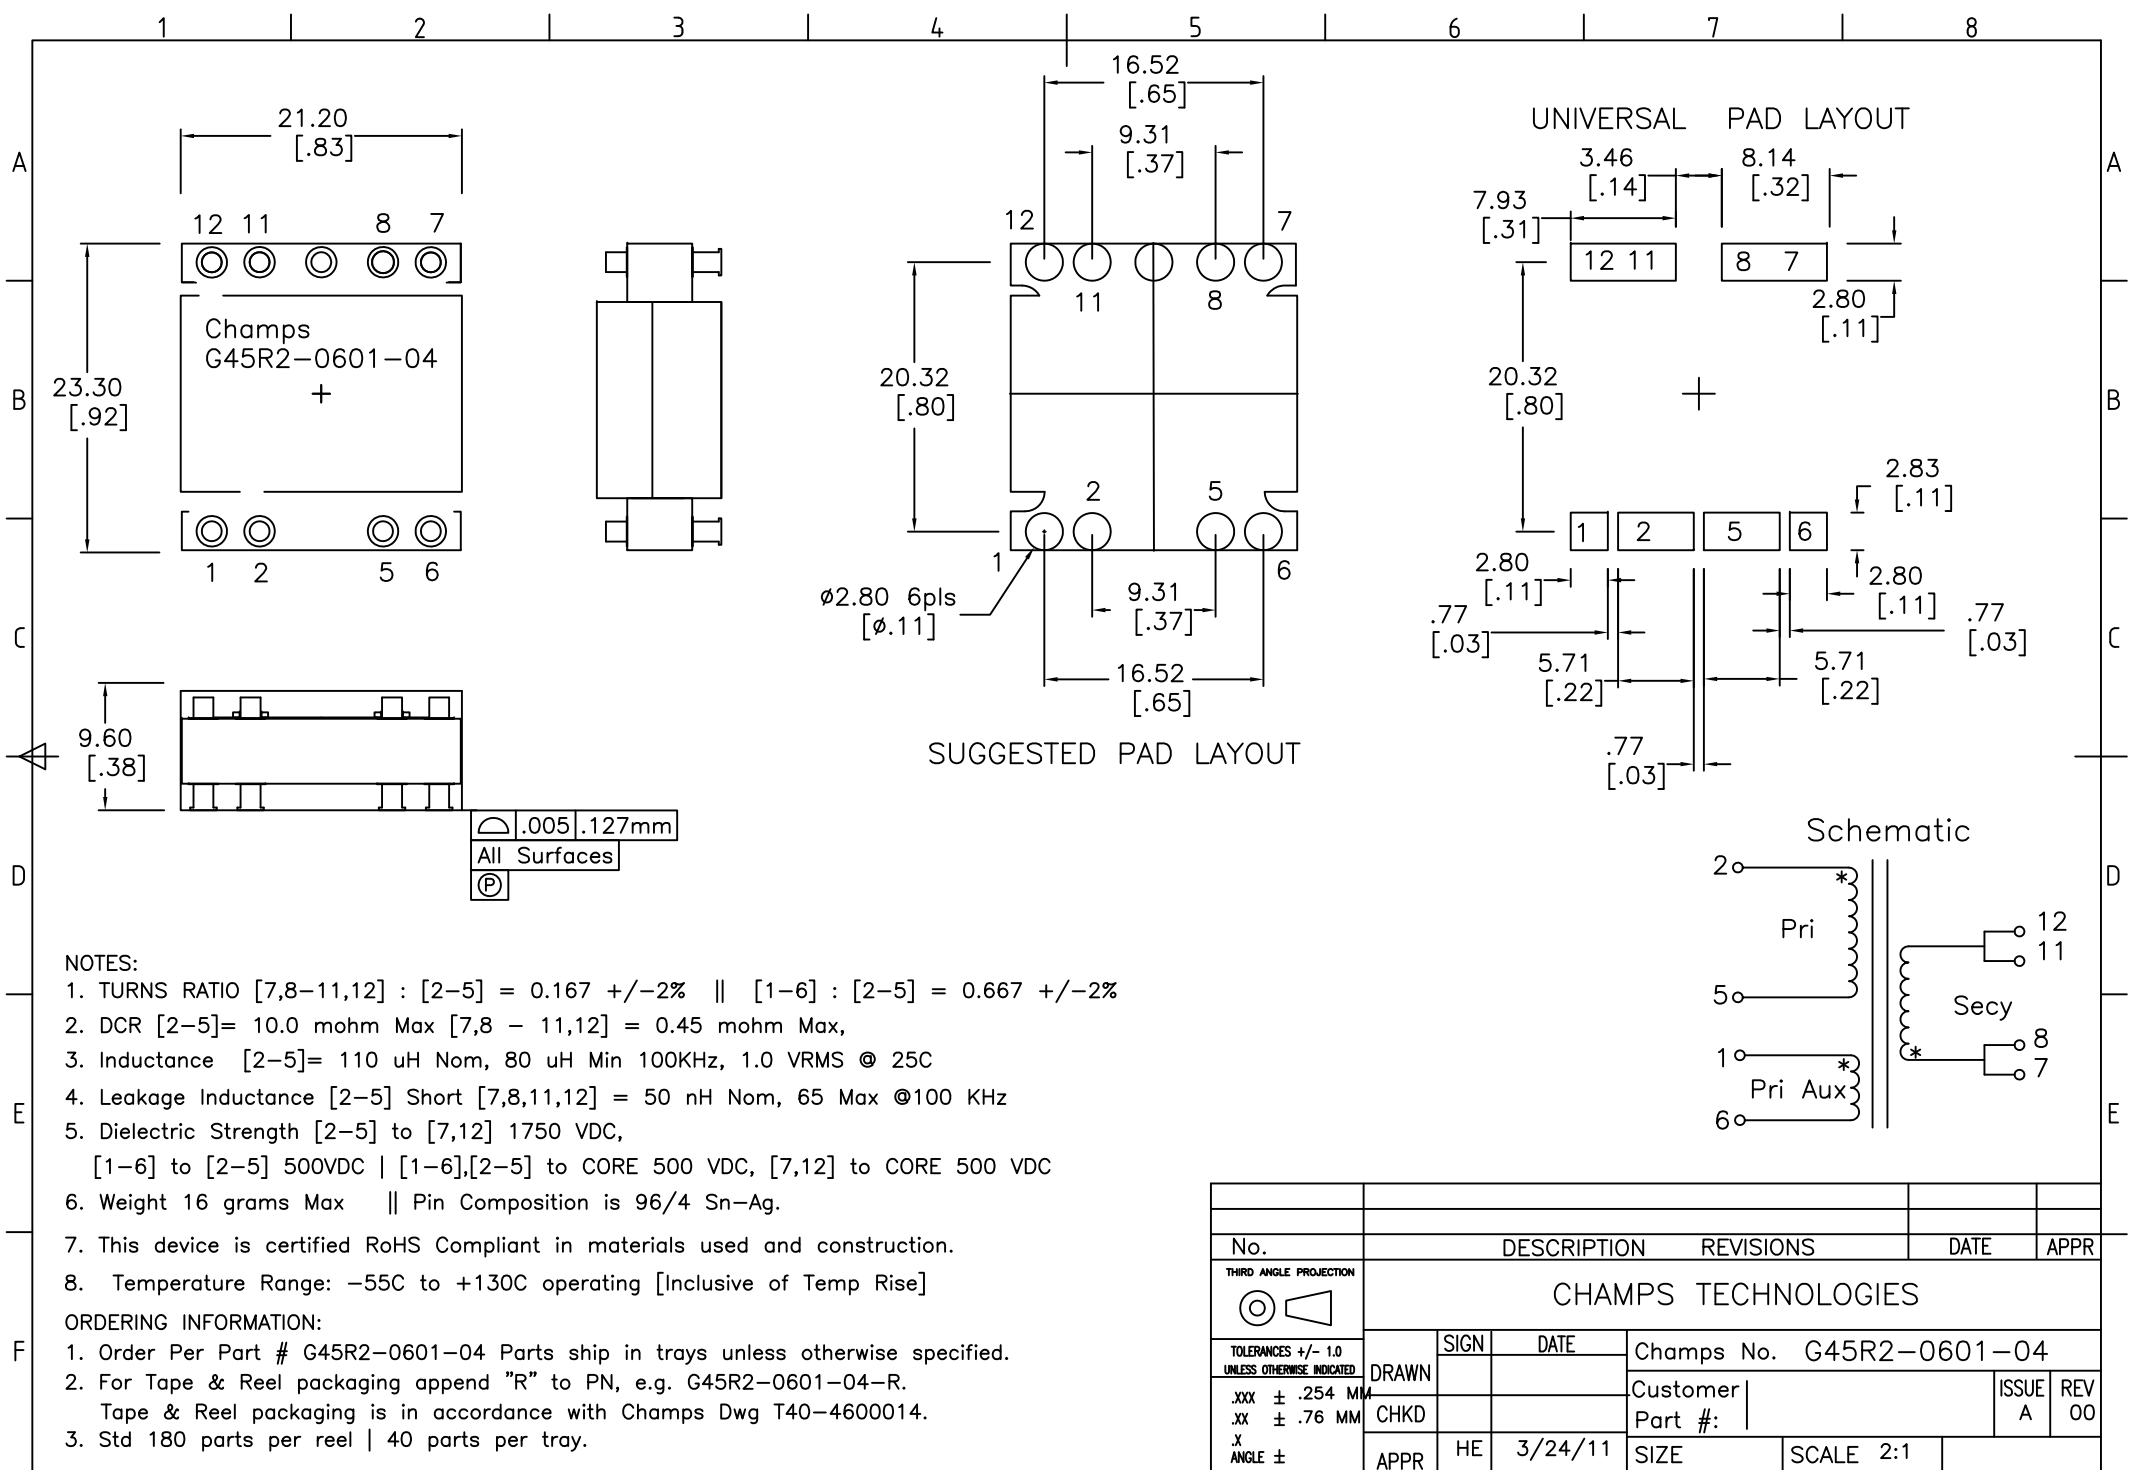 1 2 3 4 5 6 7 8
A A
B B
C C
D D
E E
F
21.20
[.83]
12 11 8 7
Champs
G45R2-0601-04
23.30
[.92]
1 2 5 6
9.60
[.38]
.005 .127mm
All Surfaces
P
16.52
[.65]
9.31
[.37]
12 7
11 8
20.32
[.80]
2 5
1 6
ø2.80 6pls
[ø.11]
9.31
[.37]
16.52
[.65]
SUGGESTED PAD LAYOUT
UNIVERSAL PAD LAYOUT
3.46
[.14]
8.14
[.32]
7.93
[.31]
12 11 8 7
2.80
[.11]
20.32
[.80]
2.83
[.11]
1 2 5 6
2.80
[.11]
2.80
[.11]
.77
[.03]
.77
[.03]
5.71
[.22]
5.71
[.22]
.77
[.03]
Schematic
2
*
Pri
5
12
11
Secy
8
*
7
1
*
Pri Aux
6
NOTES:
1. TURNS RATIO [7,8-11,12] : [2-5] = 0.167 +/-2% || [1-6] : [2-5] = 0.667 +/-2%
2. DCR [2-5]= 10.0 mohm Max [7,8 - 11,12] = 0.45 mohm Max,
3. Inductance [2-5]= 110 uH Nom, 80 uH Min 100KHz, 1.0 VRMS @ 25C
4. Leakage Inductance [2-5] Short [7,8,11,12] = 50 nH Nom, 65 Max @100 KHz
5. Dielectric Strength [2-5] to [7,12] 1750 VDC,
[1-6] to [2-5] 500VDC | [1-6],[2-5] to CORE 500 VDC, [7,12] to CORE 500 VDC
6. Weight 16 grams Max || Pin Composition is 96/4 Sn-Ag.
7. This device is certified RoHS Compliant in materials used and construction.
8. Temperature Range: -55C to +130C operating [Inclusive of Temp Rise]
ORDERING INFORMATION:
1. Order Per Part # G45R2-0601-04 Parts ship in trays unless otherwise specified.
2. For Tape & Reel packaging append "R" to PN, e.g. G45R2-0601-04-R.
Tape & Reel packaging is in accordance with Champs Dwg T40-4600014.
3. Std 180 parts per reel | 40 parts per tray.
No. DESCRIPTION REVISIONS DATE APPR
THIRD ANGLE PROJECTION
CHAMPS TECHNOLOGIES
TOLERANCES +/- 1.0
UNLESS OTHERWISE INDICATED
.XXX ± .254 MM
.XX ± .76 MM
.X
ANGLE ±
SIGN DATE
DRAWN
CHKD
APPR HE 3/24/11
Champs No. G45R2-0601-04
Customer
Part #:
ISSUE
A
REV
00
SIZE SCALE 2:1